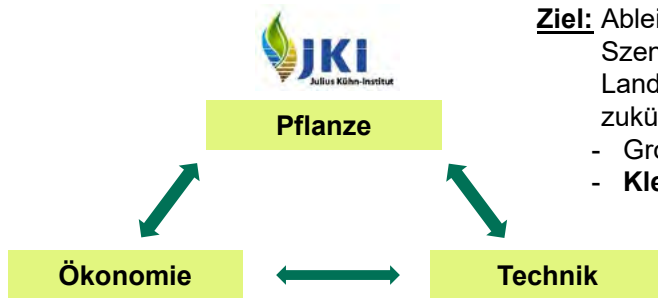 JKI
Julius Kühn-Institut
Pflanze
Ökonomie
Technik
Ziel:
- 
-